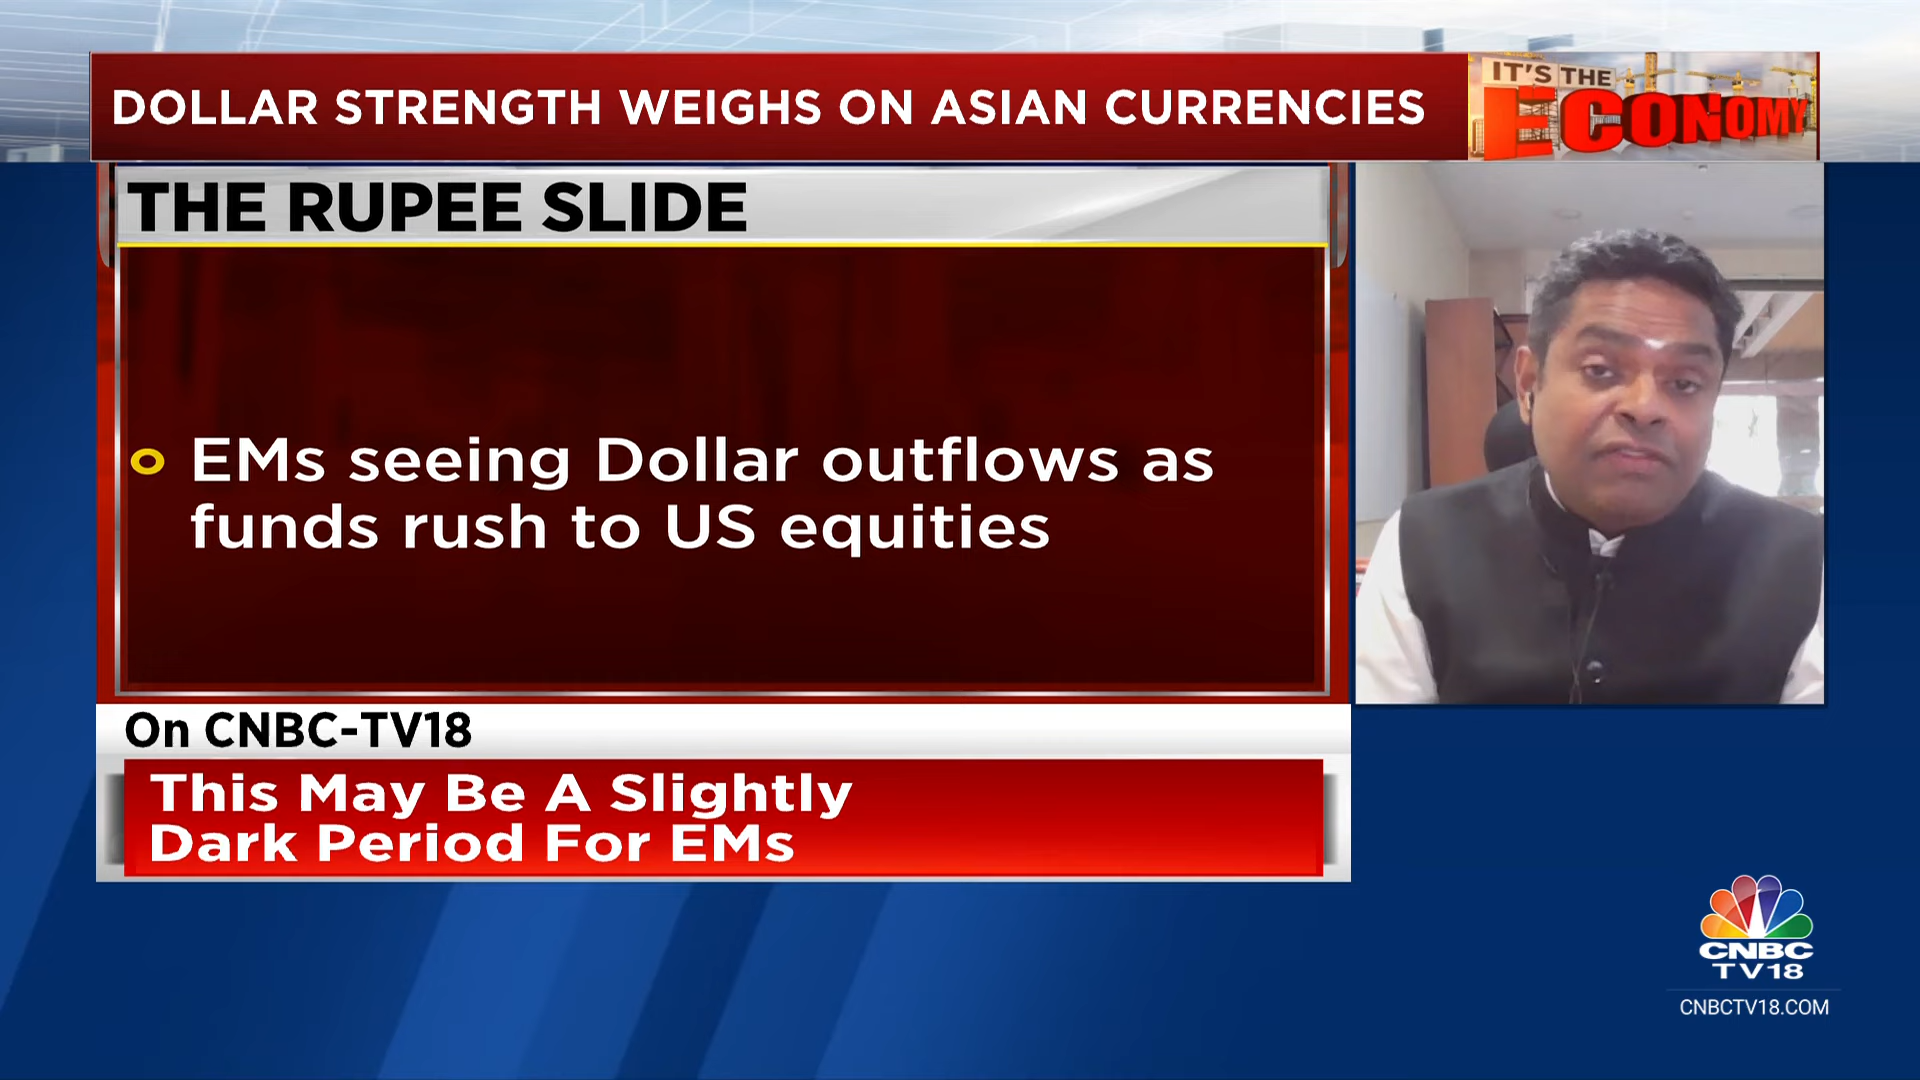 DOLLAR STRENGTH WEIGHS ON ASIAN CURRENCIES
IT'S THE
ECONOMY
THE RUPEE SLIDE
EMs seeing Dollar outflows as
funds rush to US equities
On CNBC-TV18
This May Be A Slightly
Dark Period For EMs
CNBC
TV18
CNBCTV18.COM